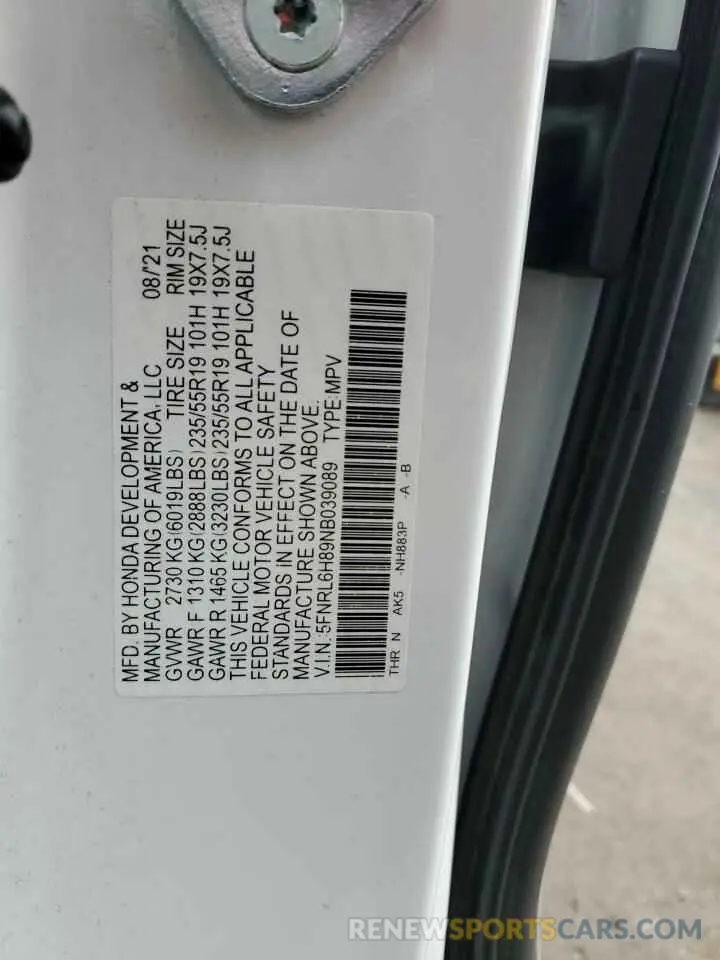 MFD. BY HONDA DEVELOPMENT &
MANUFACTURING OF AMERICA, LLC 08/'21
GVWR 2730 KG(6019LBS) TIRE SIZE RIM SIZE
GAWR F 1310 KG(2888LBS)235/55R19 101H 19X7.5J
GAWR R 1465 KG(3230LBS)235/55R19 101H 19X7.5J
THIS VEHICLE CONFORMS TO ALL APPLICABLE
FEDERAL MOTOR VEHICLE SAFETY
STANDARDS IN EFFECT ON THE DATE OF
MANUFACTURE SHOWN ABOVE.
V.I.N.:5FNRL6H89NB039089 TYPE:MPV
THR N AK5 -NH883P -A -B
RENEWSPORTSCARS.COM